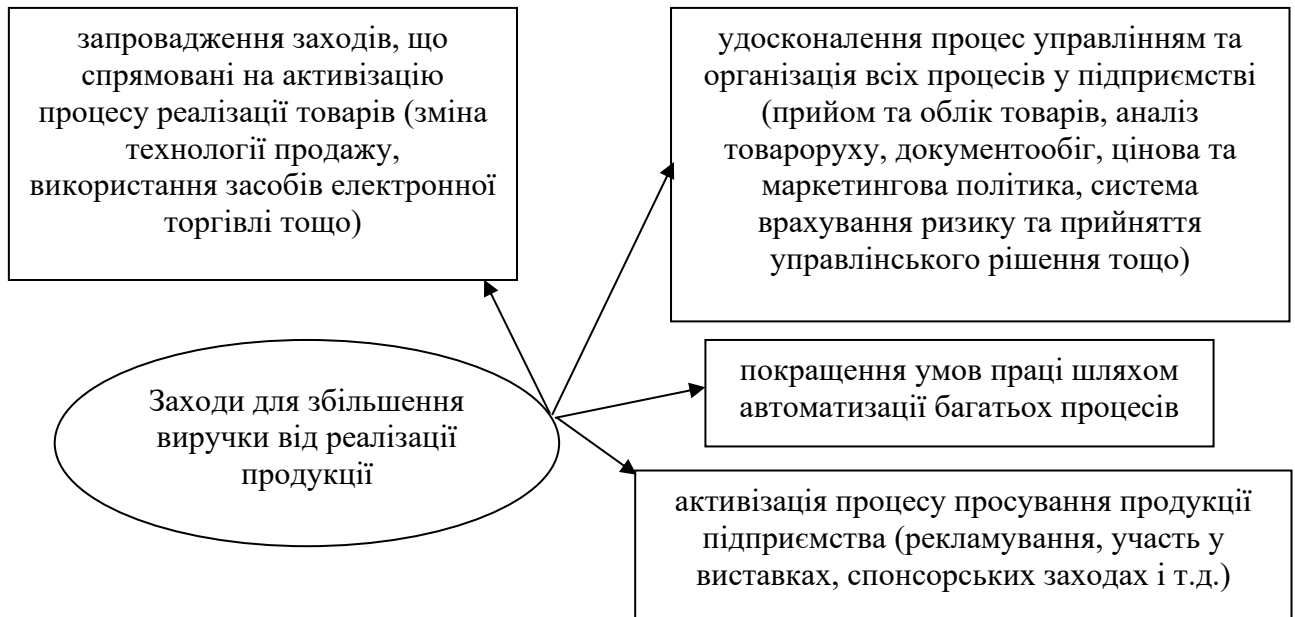 запровадження заходів, що
спрямовані на активізацію
процесу реалізації товарів (зміна
технології продажу,
використання засобів електронної
торгівлі тощо)
удосконалення процес управлінням та
організація всіх процесів у підприємстві
(прийом та облік товарів, аналіз
товароруху, документообіг, цінова та
маркетингова політика, система
врахування ризику та прийняття
управлінського рішення тощо)
Заходи для збільшення
виручки від реалізації
продукції
покращення умов праці шляхом
автоматизації багатьох процесів
активізація процесу просування продукції
підприємства (рекламування, участь у
виставках, спонсорських заходах і т.д.)